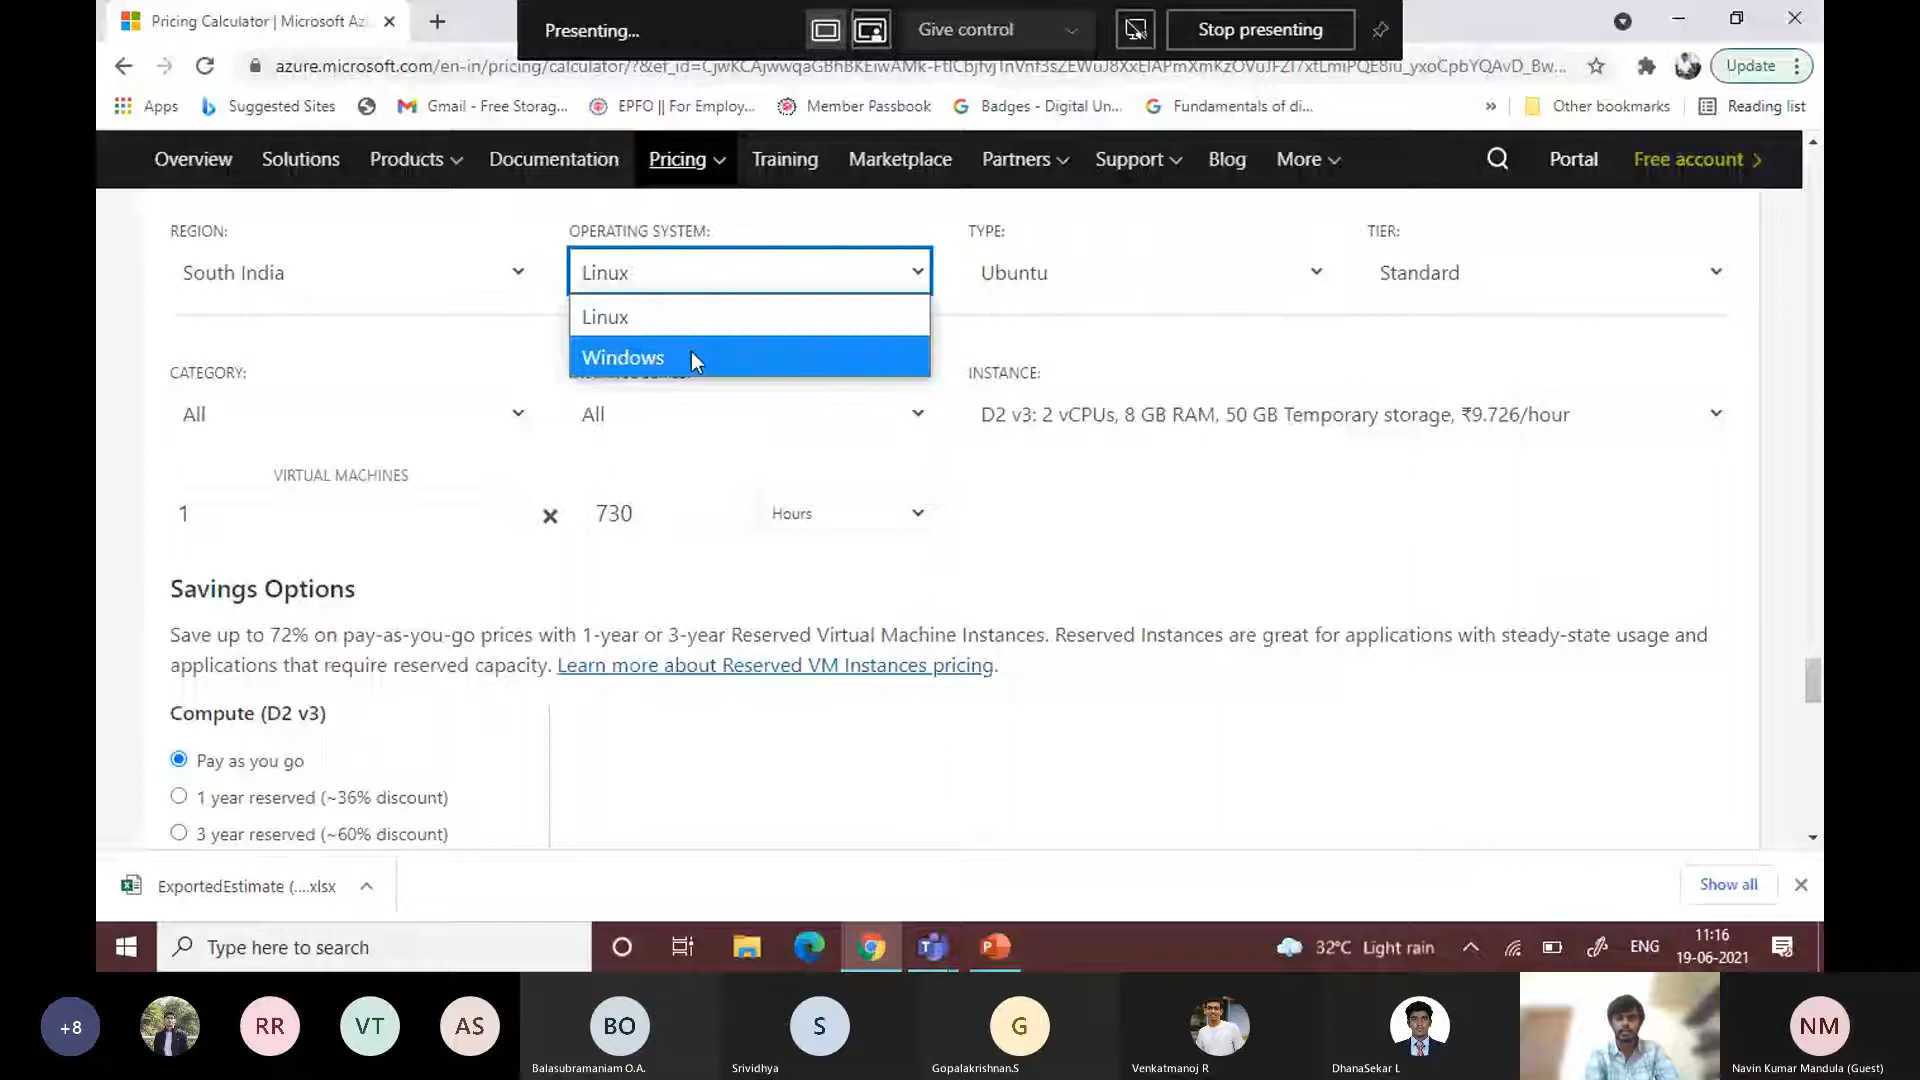 Pricing Calculator | Microsoft Az
Presenting...
Give control
Stop presenting
Update
Apps
Suggested Sites
Gmail - Free Storag...
EPFO || For Employ...
Member Passbook
Badges - Digital Un...
Fundamentals of di...
»
Other bookmarks
Reading list
Overview
Solutions
Products
Documentation
Pricing
Training
Marketplace
Partners
Support
Blog
More
Portal
Free account
REGION:
OPERATING SYSTEM:
TYPE:
TIER:
South India
Linux
Ubuntu
Standard
Linux
Windows
CATEGORY:
INSTANCE:
All
All
D2 v3: 2 vCPUs, 8 GB RAM, 50 GB Temporary storage, ₹9.726/hour
VIRTUAL MACHINES
1
730
Hours
Savings Options
Save up to 72% on pay-as-you-go prices with 1-year or 3-year Reserved Virtual Machine Instances. Reserved Instances are great for applications with steady-state usage and
applications that require reserved capacity. Learn more about Reserved VM Instances pricing.
Compute (D2 v3)
Pay as you go
1 year reserved (~36% discount)
3 year reserved (~60% discount)
ExportedEstimate (....xlsx
Show all
Type here to search
32°C Light rain
ENG
11:16
19-06-2021
+8
RR
VT
AS
BO
S
G
NM
Balasubramaniam O.A.
Srividhya
Gopalakrishnan.S
Venkatmanoj R
DhanaSekar L
Navin Kumar Mandula (Guest)